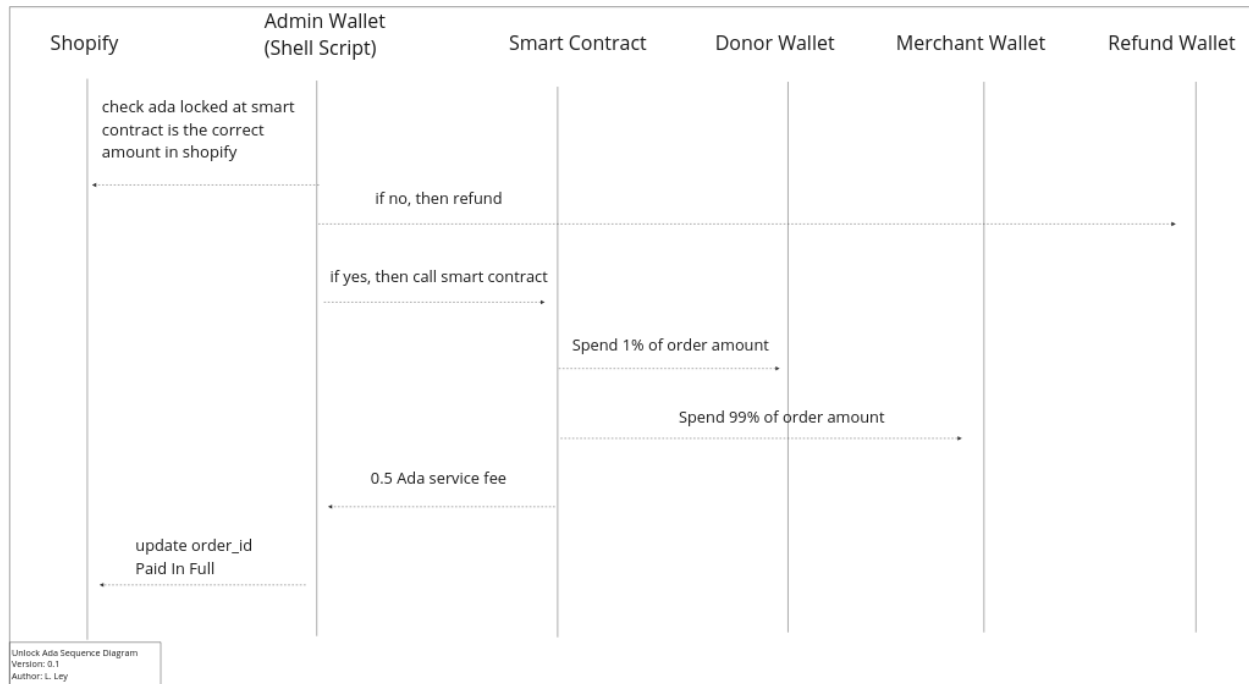 Shopify
Admin Wallet
(Shell Script)
Smart Contract
Donor Wallet
Merchant Wallet
Refund Wallet
check ada locked at smart
contract is the correct
amount in shopify
if no, then refund
if yes, then call smart contract
Spend 1% of order amount
Spend 99% of order amount
0.5 Ada service fee
update order_id
Paid In Full
Unlock Ada Sequence Diagram
Version: 0.1
Author: L. Ley